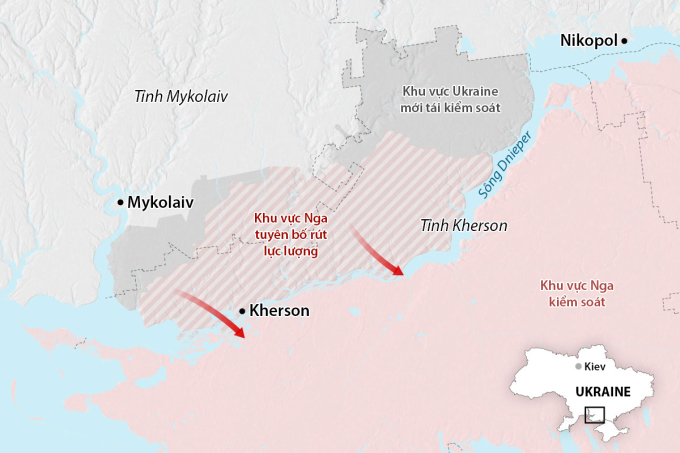 Nikopol
Tỉnh Mykolaiv
Khu vực Ukraine
mới tái kiểm soát
Sông Dnieper
Mykolaiv
Khu vực Nga
tuyên bố rút
lực lượng
Tỉnh Kherson
Khu vực Nga
kiểm soát
Kherson
Kiev
UKRAINE